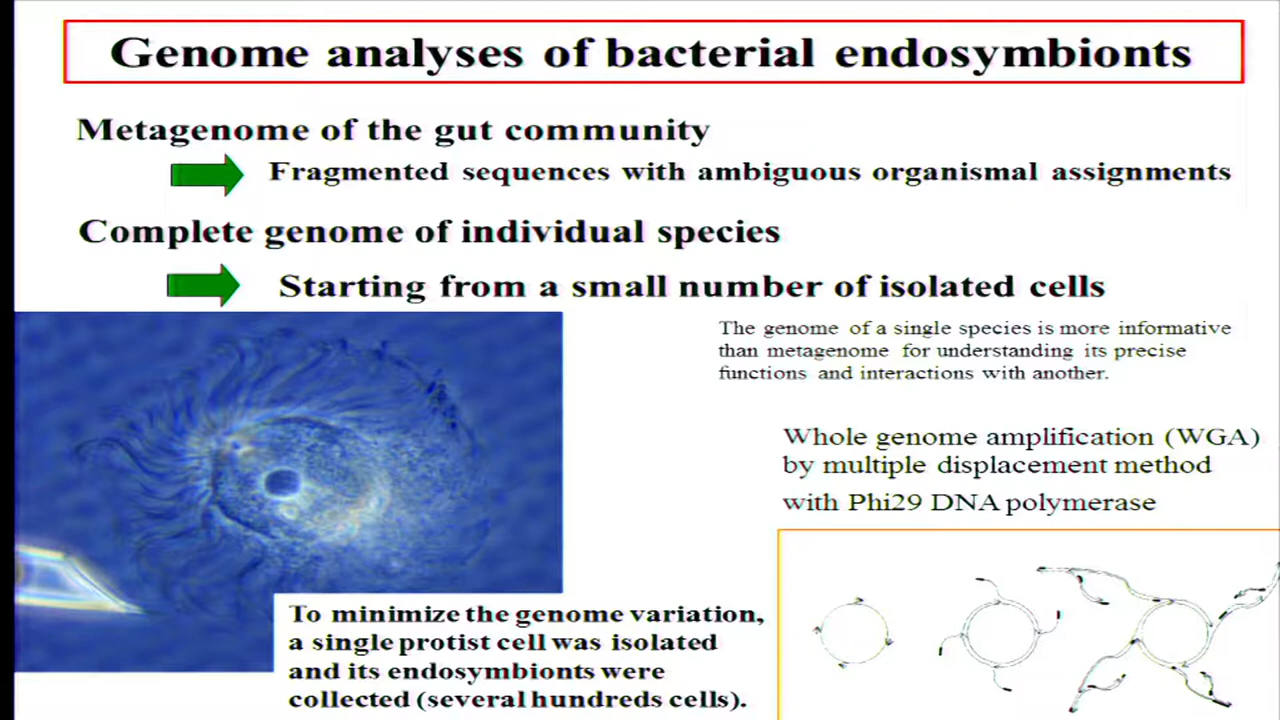 Genome analyses of bacterial endosymbionts
Metagenome of the gut community
Fragmented sequences with ambiguous organismal assignments
Complete genome of individual species
Starting from a small number of isolated cells
The genome of a single species is more informative
than metagenome for understanding its precise
functions and interactions with another.
Whole genome amplification (WGA)
by multiple displacement method
with Phi29 DNA polymerase
To minimize the genome variation,
a single protist cell was isolated
and its endosymbionts were
collected (several hundreds cells).